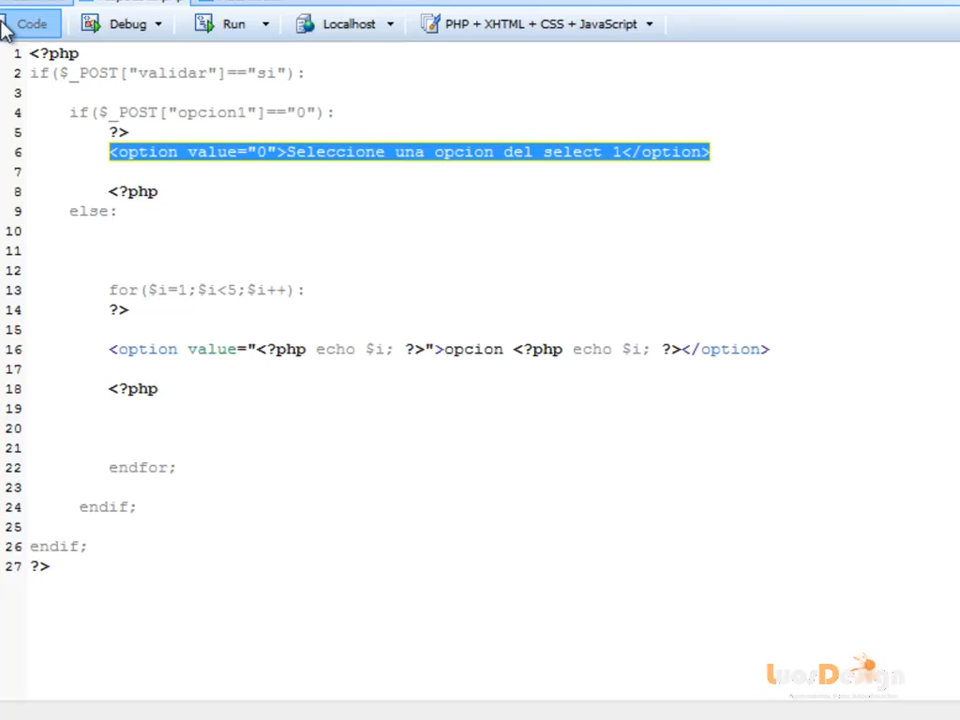 Code Debug Run Localhost PHP + XHTML + CSS + JavaScript
1 <?php
2 if($_POST["validar"]=="si"):
3
4 if($_POST["opcion1"]=="0"):
5 ?>
6 <option value="0">Seleccione una opcion del select 1</option>
7
8 <?php
9 else:
10
11
12
13 for($i=1;$i<5;$i++):
14 ?>
15
16 <option value="<?php echo $i; ?>">opcion <?php echo $i; ?></option>
17
18 <?php
19
20
21
22 endfor;
23
24 endif;
25
26 endif;
27 ?>
LuosDesign